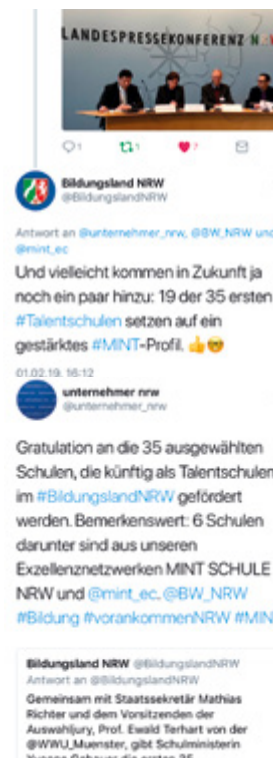 LANDESPRESSEKONFERENZ N
1
1
7
Bildungsland NRW
@BildungslandNRW
Antwort an @unternehmer_nrw, @BW_NRW und
@mint_ec
Und vielleicht kommen in Zukunft ja
noch ein paar hinzu: 19 der 35 ersten
#Talentschulen setzen auf ein
gestärktes #MINT-Profil. 👍🤓
01.02.19, 16:12
unternehmer nrw
@unternehmer_nrw
Gratulation an die 35 ausgewählten
Schulen, die künftig als Talentschulen
im #BildungslandNRW gefördert
werden. Bemerkenswert: 6 Schulen
darunter sind aus unseren
Exzellenznetzwerken MINT SCHULE
NRW und @mint_ec. @BW_NRW
#Bildung #vorankommenNRW #MIN
Bildungsland NRW @BildungslandNRW
Antwort an @BildungslandNRW
Gemeinsam mit Staatssekretär Mathias
Richter und dem Vorsitzenden der
Auswahljury, Prof. Ewald Terhart von der
@WWU_Muenster, gibt Schulministerin